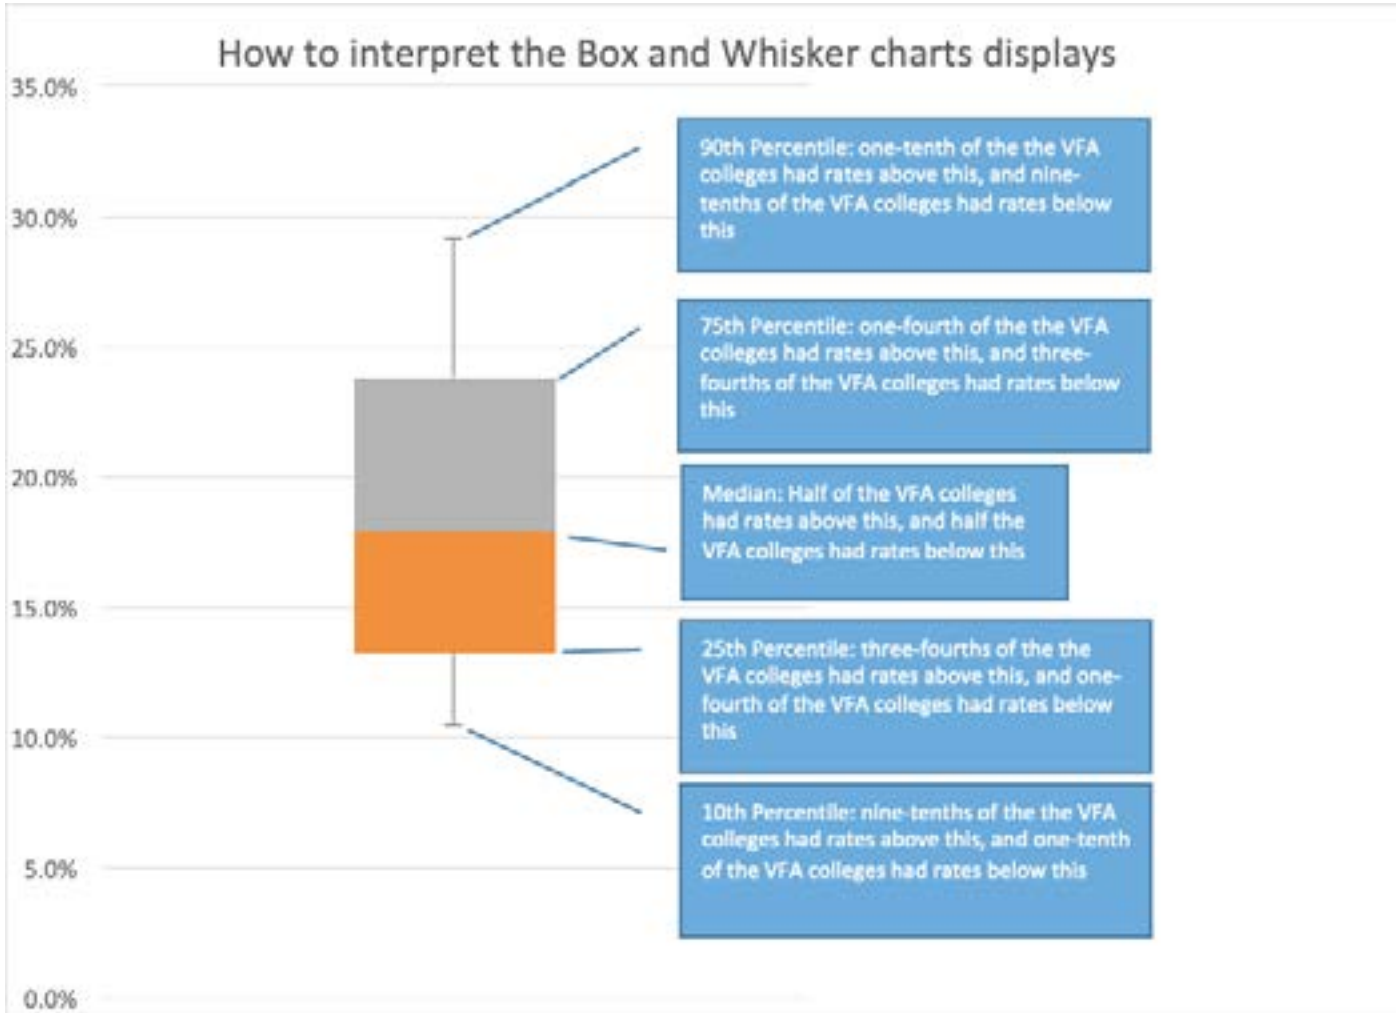 How to interpret the Box and Whisker charts displays
35.0%
30.0%
25.0%
20.0%
15.0%
10.0%
5.0%
0.0%
90th Percentile: one-tenth of the the VFA
colleges had rates above this, and nine-
tenths of the VFA colleges had rates below
this
75th Percentile: one-fourth of the the VFA
colleges had rates above this, and three-
fourths of the VFA colleges had rates below
this
Median: Half of the VFA colleges
had rates above this, and half the
VFA colleges had rates below this
25th Percentile: three-fourths of the the
VFA colleges had rates above this, and one-
fourth of the VFA colleges had rates below
this
10th Percentile: nine-tenths of the the VFA
colleges had rates above this, and one-tenth
of the VFA colleges had rates below this